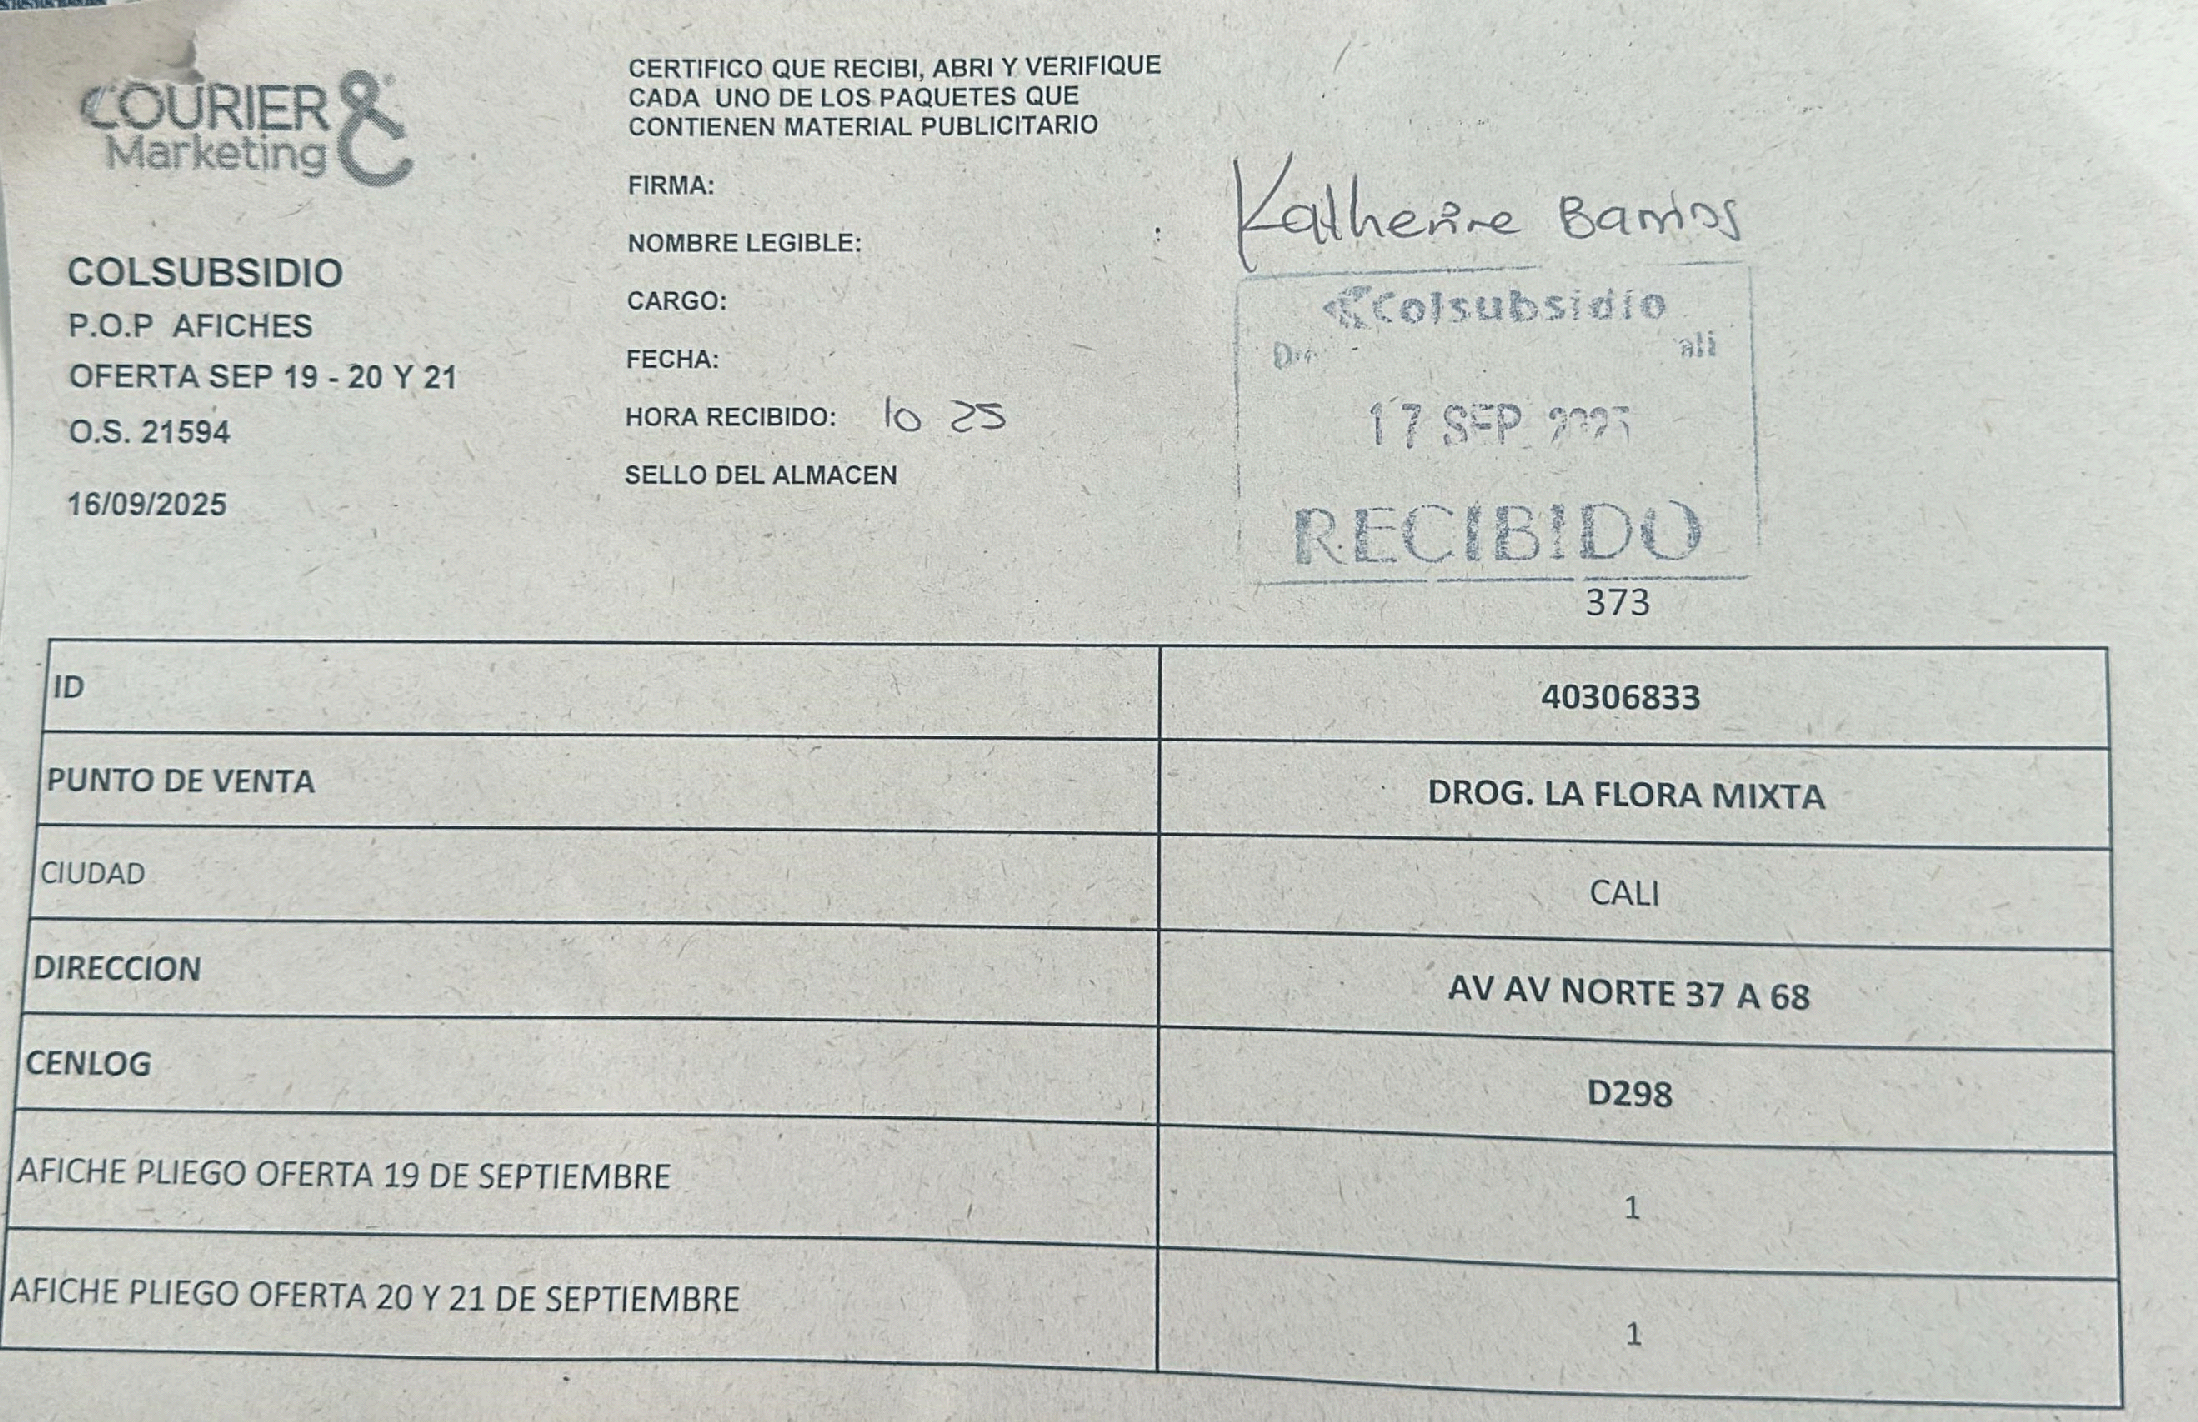 COURIER &
Marketing
COLSUBSIDIO
P.O.P AFICHES
OFERTA SEP 19 - 20 Y 21
O.S. 21594
16/09/2025
CERTIFICO QUE RECIBI, ABRI Y VERIFIQUE
CADA UNO DE LOS PAQUETES QUE
CONTIENEN MATERIAL PUBLICITARIO
FIRMA:
NOMBRE LEGIBLE:
CARGO:
FECHA:
HORA RECIBIDO: 10 25
SELLO DEL ALMACEN
Katherine Barrios
Colsubsidio
17 SEP 2025
RECIBIDO
373
ID 40306833
PUNTO DE VENTA DROG. LA FLORA MIXTA
CIUDAD CALI
DIRECCION AV AV NORTE 37 A 68
CENLOG D298
AFICHE PLIEGO OFERTA 19 DE SEPTIEMBRE 1
AFICHE PLIEGO OFERTA 20 Y 21 DE SEPTIEMBRE 1